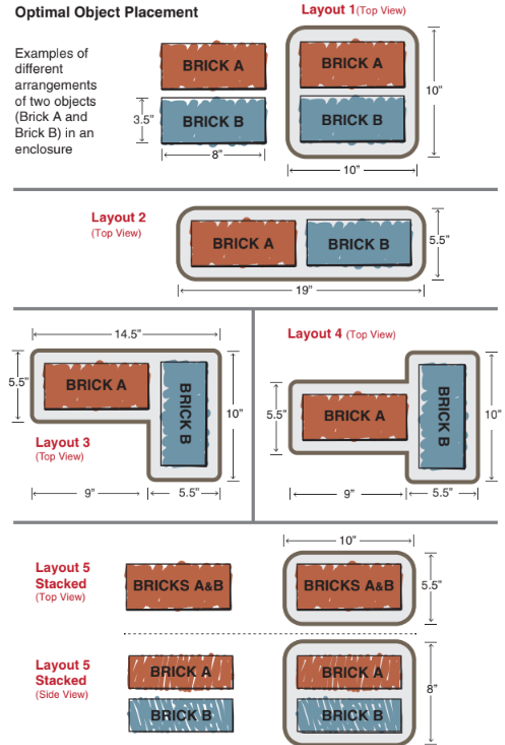 Optimal Object Placement
Layout 1 (Top View)
Examples of
different
arrangements
of two objects
(Brick A and
Brick B) in an
enclosure
BRICK A
BRICK B
3.5"
8"
BRICK A
BRICK B
10"
10"
Layout 2
(Top View)
BRICK A
BRICK B
5.5"
19"
14.5"
5.5"
BRICK A
BRICK B
10"
Layout 3
(Top View)
9"
5.5"
Layout 4 (Top View)
5.5"
BRICK A
BRICK B
10"
9"
5.5"
Layout 5
Stacked
(Top View)
BRICKS A&B
10"
BRICKS A&B
5.5"
Layout 5
Stacked
(Side View)
BRICK A
BRICK B
BRICK A
BRICK B
8"